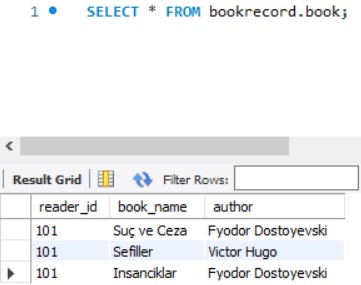 1 SELECT * FROM bookrecord.book;
Result Grid Filter Rows:
reader_id book_name author
101 Suç ve Ceza Fyodor Dostoyevski
101 Sefiller Victor Hugo
101 Insanciklar Fyodor Dostoyevski